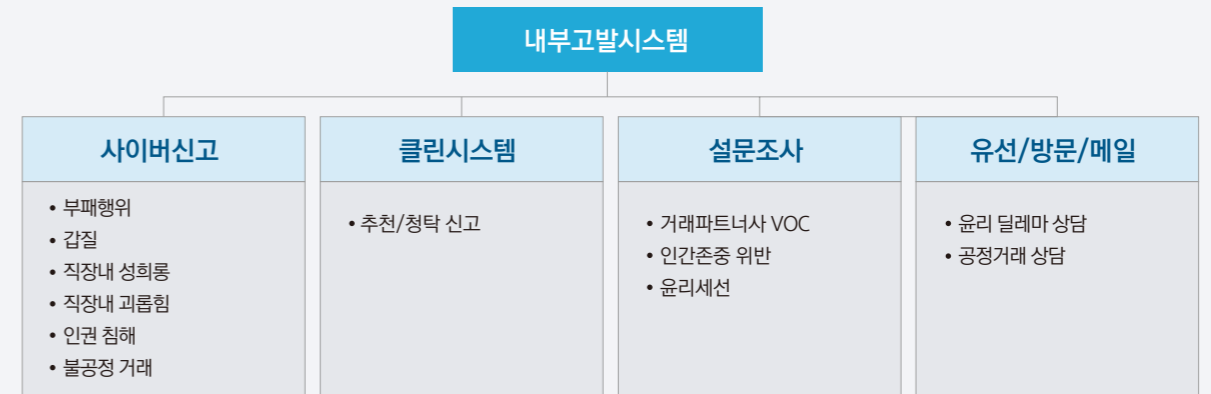 내부고발시스템
사이버신고
• 부패행위
• 갑질
• 직장내 성희롱
• 직장내 괴롭힘
• 인권 침해
• 불공정 거래
클린시스템
• 추천/청탁 신고
설문조사
• 거래파트너사 VOC
• 인간존중 위반
• 윤리세선
유선/방문/메일
• 윤리 딜레마 상담
• 공정거래 상담